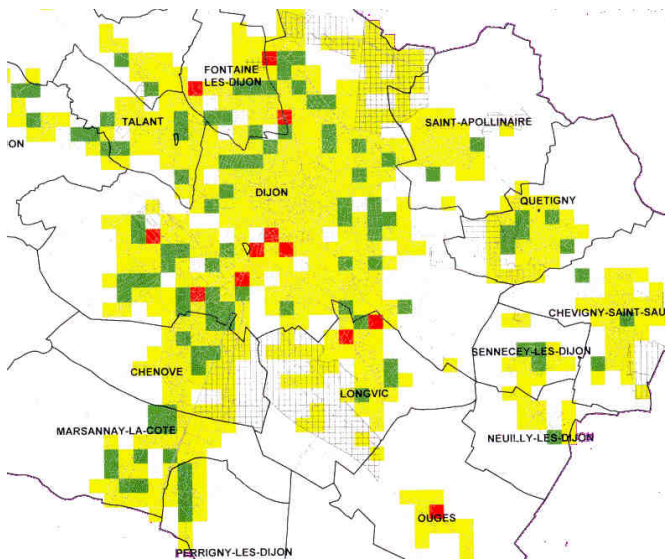 FONTAINE
LES-DIJON
TALANT
SAINT-APOLLINAIRE
ON
DIJON
QUETIGNY
CHEVIGNY-SAINT-SAU
SENNECEY-LES-DIJON
CHENOVE
LONGVIC
MARSANNAY-LA-COTE
NEUILLY-LES-DIJON
OUGES
PERRIGNY-LES-DIJON